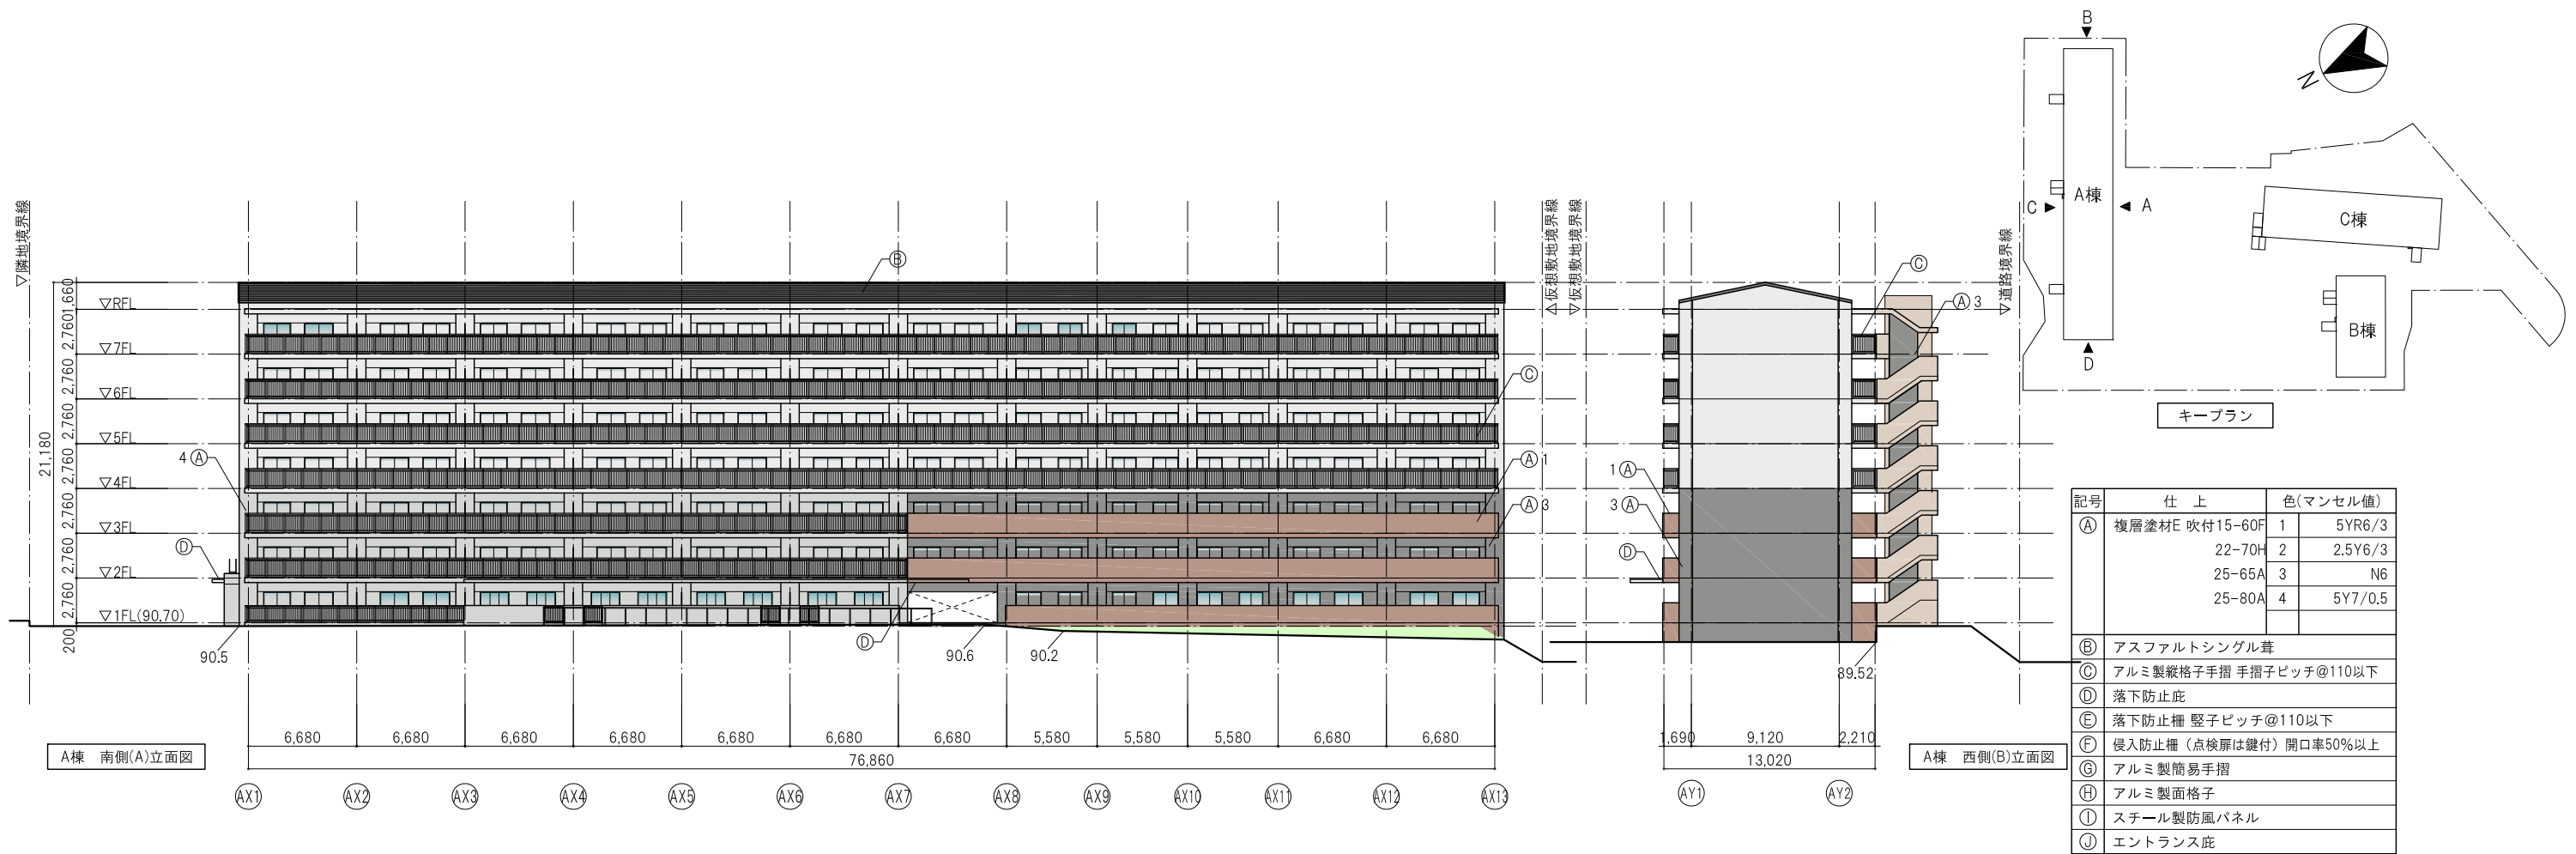 ▽隣地境界線
▽仮想敷地境界線
▽仮想敷地境界線
▽道路境界線
B
N
A棟
C
A
C棟
B棟
D
キープラン
B
C
A 3
▽RFL
▽7FL
▽6FL
▽5FL
▽4FL
▽3FL
▽2FL
▽1FL(90.70)
1,660
2,760
2,760
2,760
2,760
2,760
2,760
2,760
200
21,180
C
4 A
A 1
A 3
D
D
1 A
3 A
D
90.5
90.6
90.2
89.52
6,680
6,680
6,680
6,680
6,680
6,680
6,680
5,580
5,580
5,580
6,680
6,680
76,860
1,690
9,120
2,210
13,020
A棟 南側(A)立面図
A棟 西側(B)立面図
AX1
AX2
AX3
AX4
AX5
AX6
AX7
AX8
AX9
AX10
AX11
AX12
AX13
AY1
AY2
記号 仕 上 色(マンセル値)
A 複層塗材E 吹付15-60F 1 5YR6/3
22-70H 2 2.5Y6/3
25-65A 3 N6
25-80A 4 5Y7/0.5
B アスファルトシングル葺
C アルミ製縦格子手摺 手摺子ピッチ@110以下
D 落下防止庇
E 落下防止柵 竪子ピッチ@110以下
F 侵入防止柵（点検扉は鍵付）開口率50%以上
G アルミ製簡易手摺
H アルミ製面格子
I スチール製防風パネル
J エントランス庇